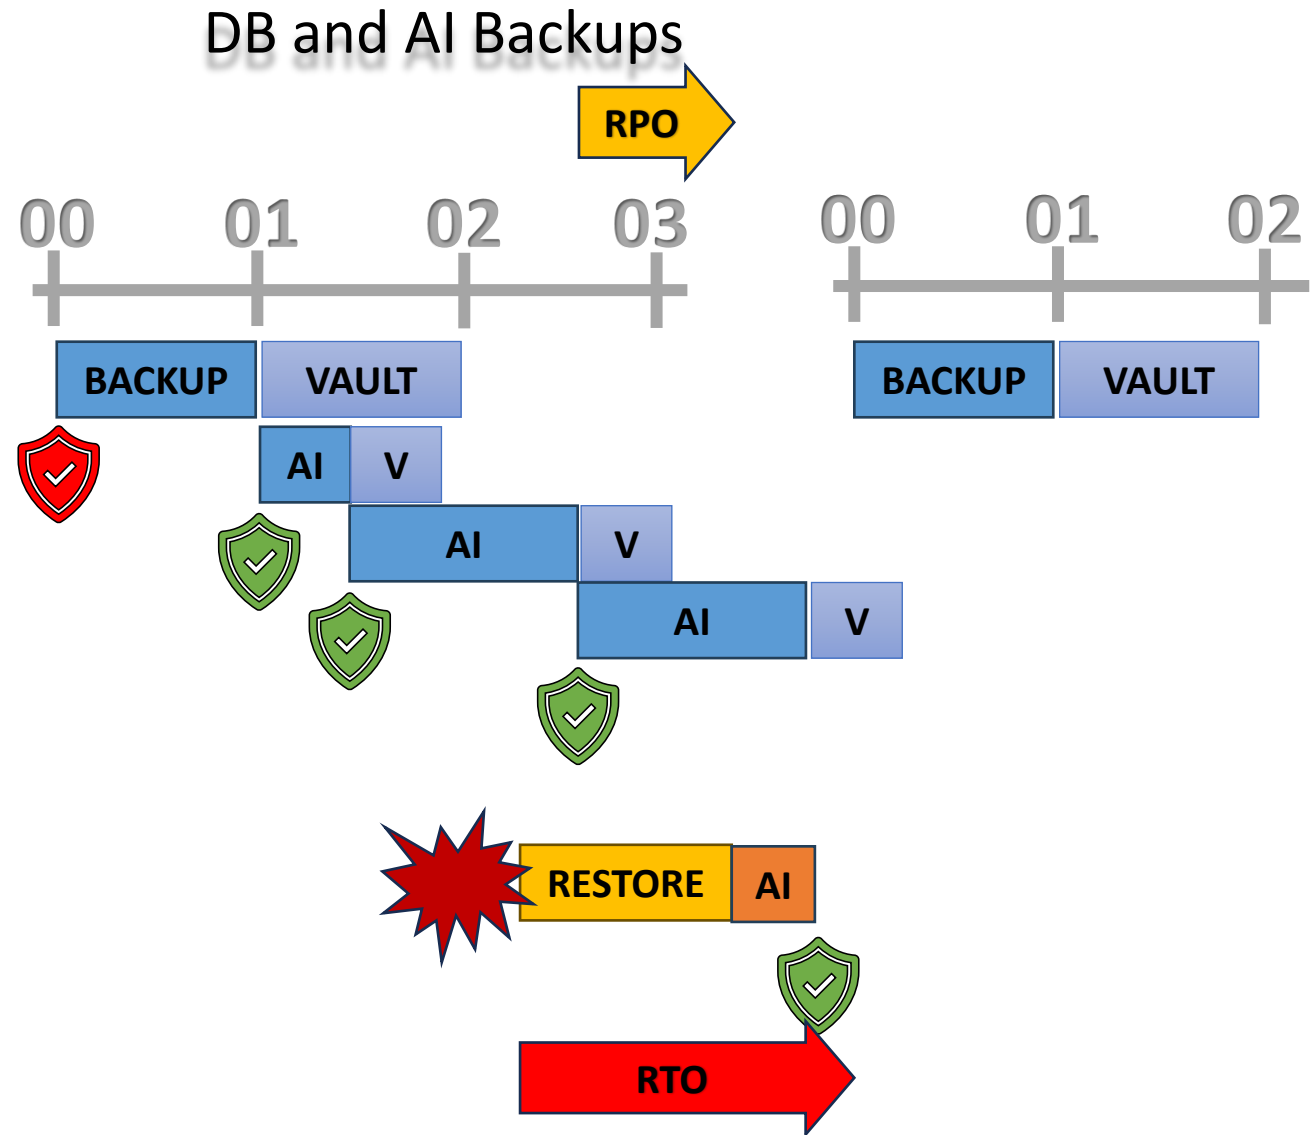 DB and AI Backups
RPO
00 01 02 03 00 01 02
BACKUP VAULT BACKUP VAULT
AI V
AI V
AI V
RESTORE AI
RTO